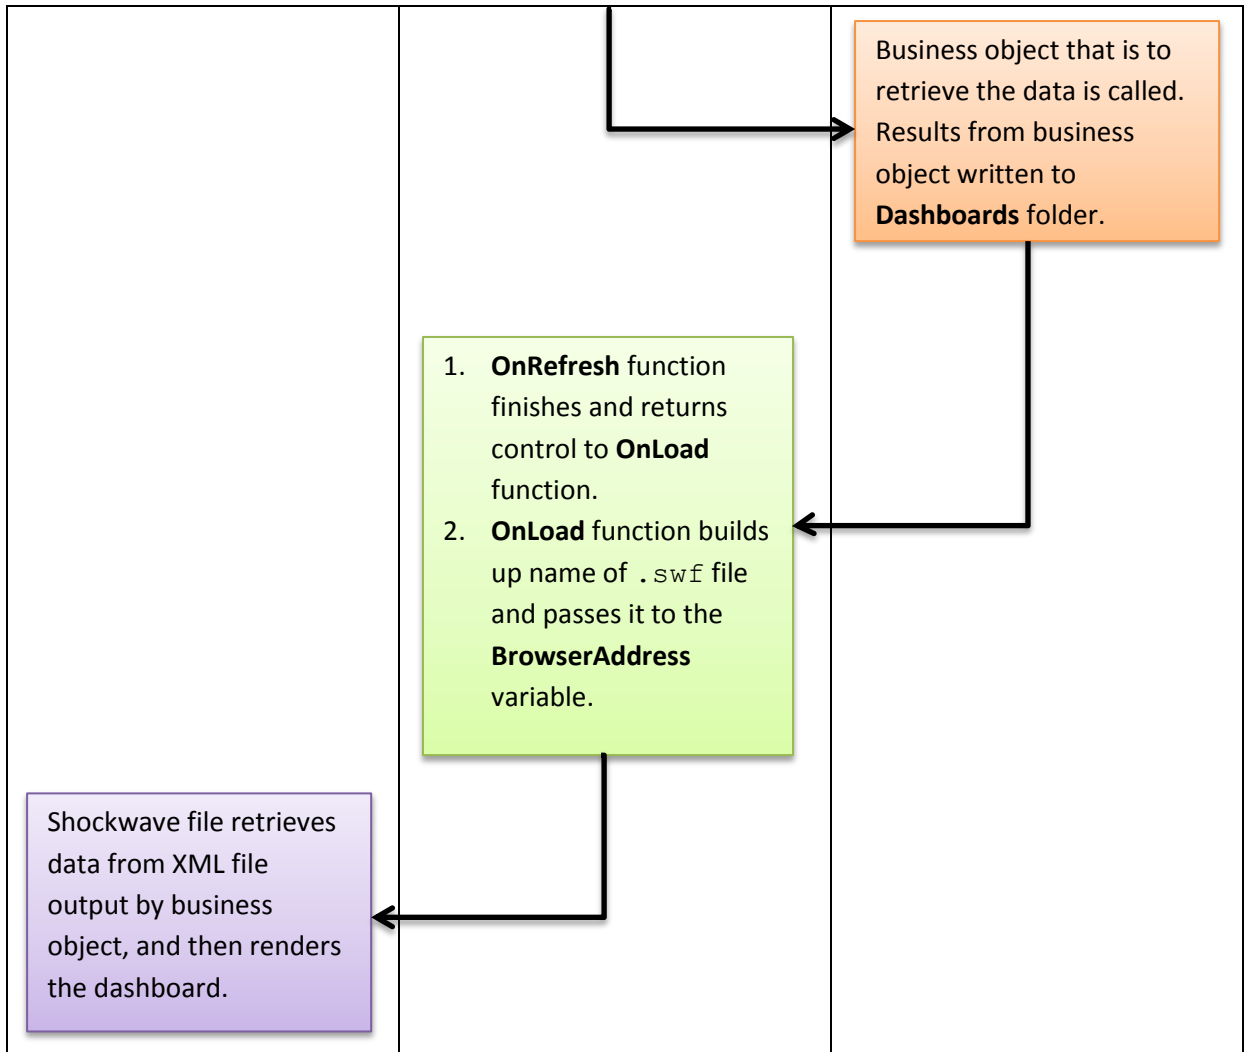 Business object that is to
retrieve the data is called.
Results from business
object written to
Dashboards folder.
1. OnRefresh function
finishes and returns
control to OnLoad
function.
2. OnLoad function builds
up name of .swf file
and passes it to the
BrowserAddress
variable.
Shockwave file retrieves
data from XML file
output by business
object, and then renders
the dashboard.